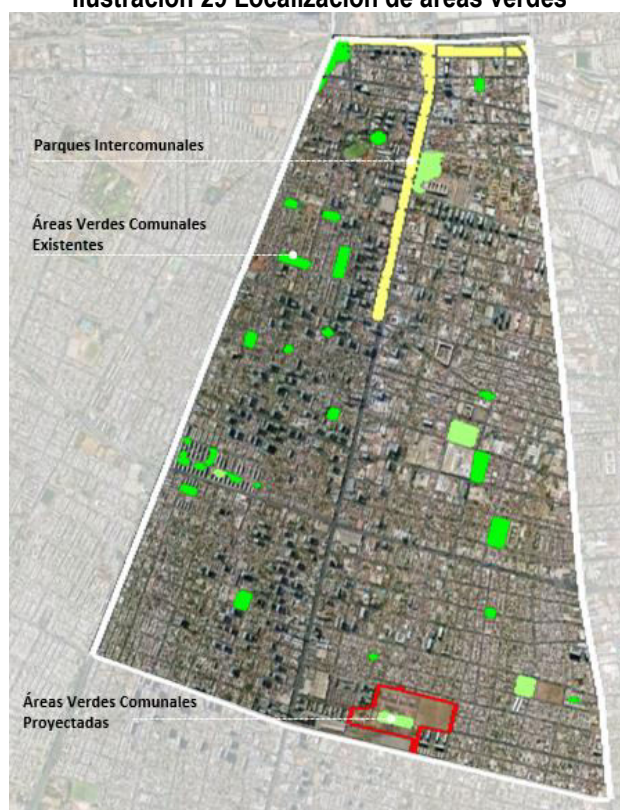 Ilustración 29 Localización de áreas verdes
Parques Intercomunales
Áreas Verdes Comunales
Existentes
Áreas Verdes Comunales
Proyectadas